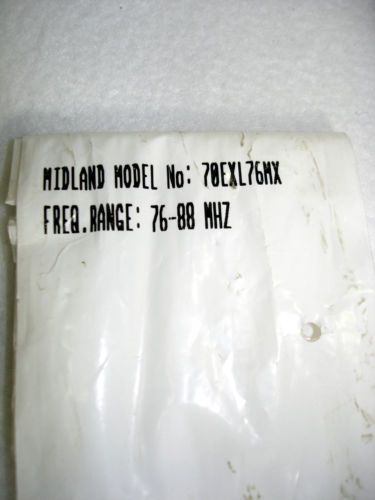 MIDLAND MODEL No: 70EXL76MX
FREQ.RANGE: 76-88 MHZ